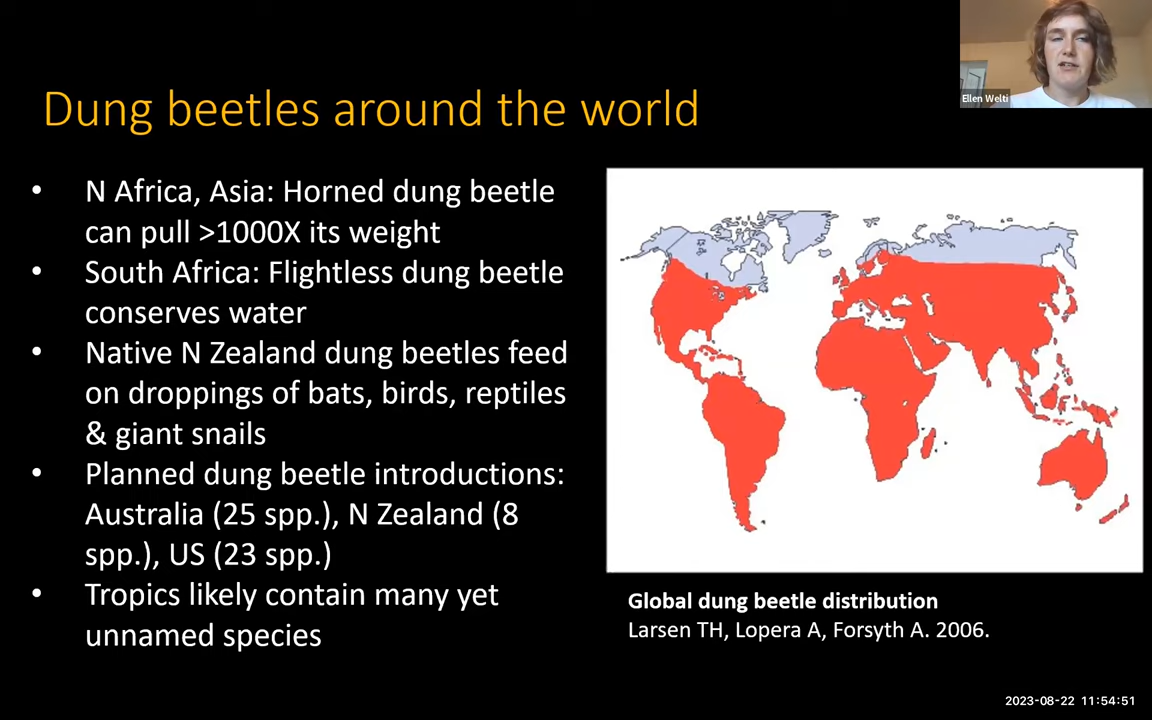 Ellen Welti
Dung beetles around the world
• N Africa, Asia: Horned dung beetle
can pull >1000X its weight
• South Africa: Flightless dung beetle
conserves water
• Native N Zealand dung beetles feed
on droppings of bats, birds, reptiles
& giant snails
• Planned dung beetle introductions:
Australia (25 spp.), N Zealand (8
spp.), US (23 spp.)
• Tropics likely contain many yet
unnamed species
Global dung beetle distribution
Larsen TH, Lopera A, Forsyth A. 2006.
2023-08-22 11:54:51